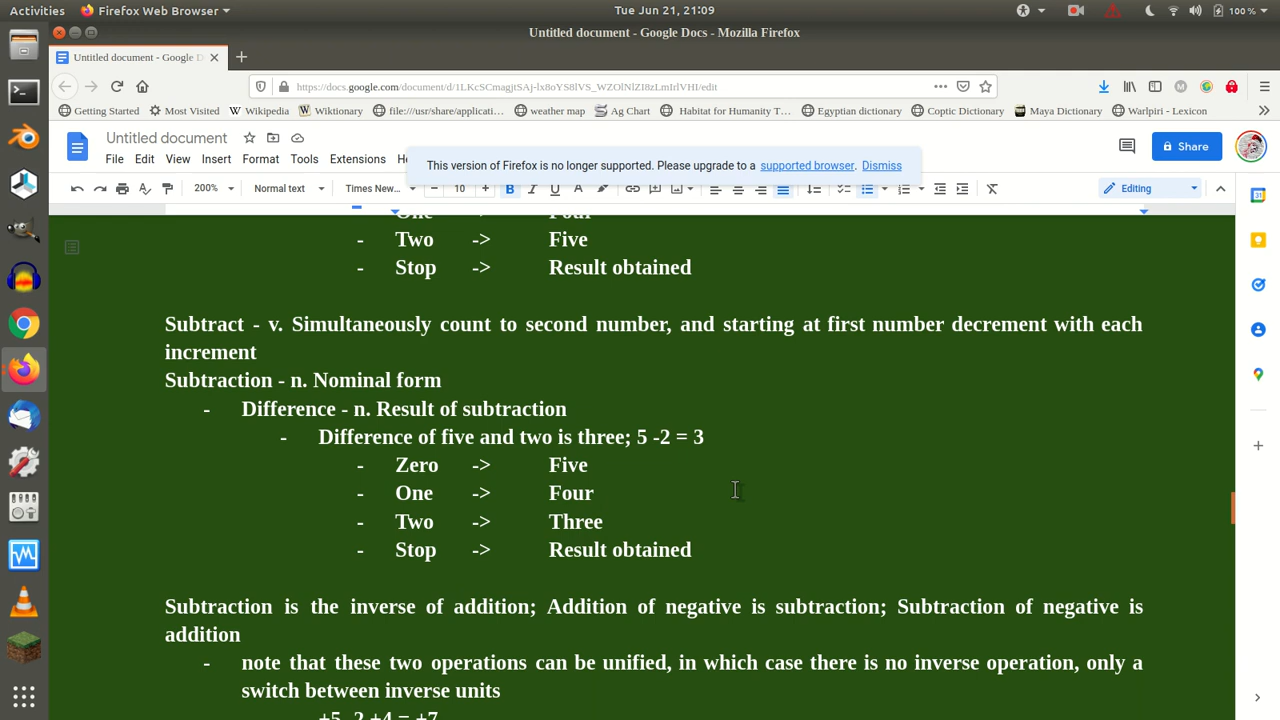 Activities Firefox Web Browser Tue Jun 21, 21:09 100 %
Untitled document - Google Docs - Mozilla Firefox
Untitled document - Google D
https://docs.google.com/document/d/
Getting Started Most Visited Wikipedia Wiktionary file:///usr/share/applicati... weather map Ag Chart Habitat for Humanity T... Egyptian dictionary Coptic Dictionary Maya Dictionary Warlpiri - Lexicon
Untitled document
File Edit View Insert Format Tools Extensions
Share
This version of Firefox is no longer supported. Please upgrade to a supported browser. Dismiss
200% Normal text Times New... 10 B I U A Editing
One -> Four
- Two -> Five
- Stop -> Result obtained
Subtract - v. Simultaneously count to second number, and starting at first number decrement with each
increment
Subtraction - n. Nominal form
- Difference - n. Result of subtraction
- Difference of five and two is three; 5 -2 = 3
- Zero -> Five
- One -> Four
- Two -> Three
- Stop -> Result obtained
Subtraction is the inverse of addition; Addition of negative is subtraction; Subtraction of negative is
addition
- note that these two operations can be unified, in which case there is no inverse operation, only a
switch between inverse units
+5 -2 +4 = +7